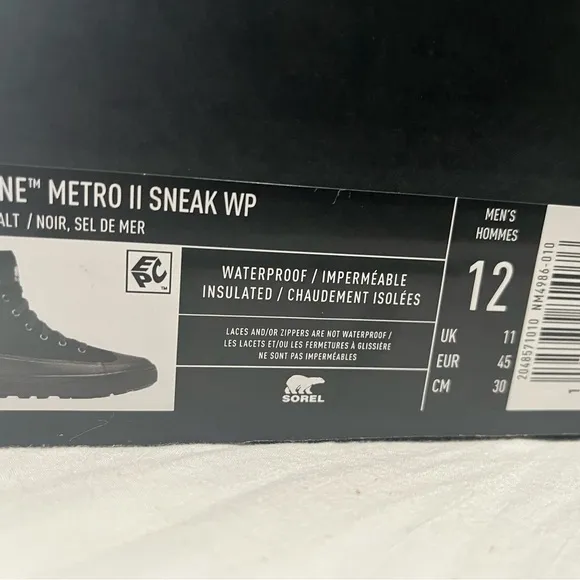 NE™ METRO II SNEAK WP
ALT / NOIR, SEL DE MER
EPC
WATERPROOF / IMPERMÉABLE
INSULATED / CHAUDEMENT ISOLÉES
LACES AND/OR ZIPPERS ARE NOT WATERPROOF /
LES LACETS ET/OU LES FERMETURES À GLISSIÈRE
NE SONT PAS IMPERMÉABLES
SOREL
MEN'S
HOMMES
12
UK 11
EUR 45
CM 30
2048571010 NM4986-010
1